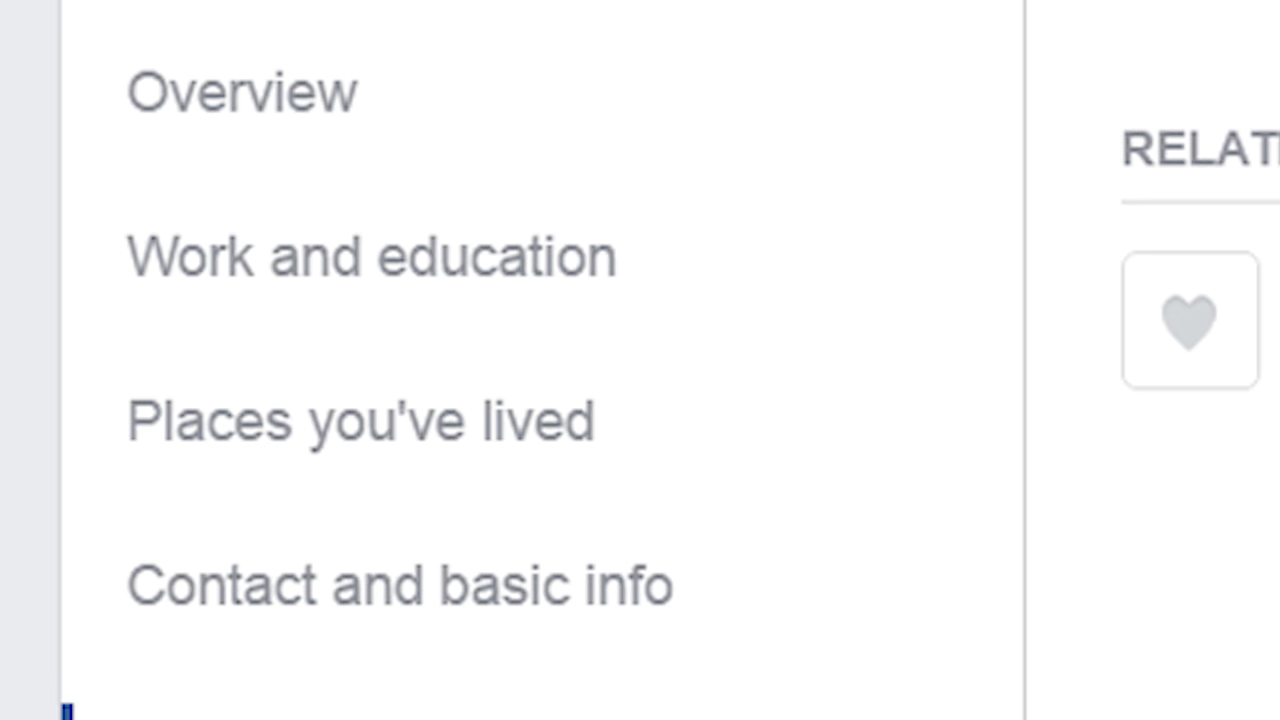 Overview
Work and education
Places you've lived
Contact and basic info
RELAT